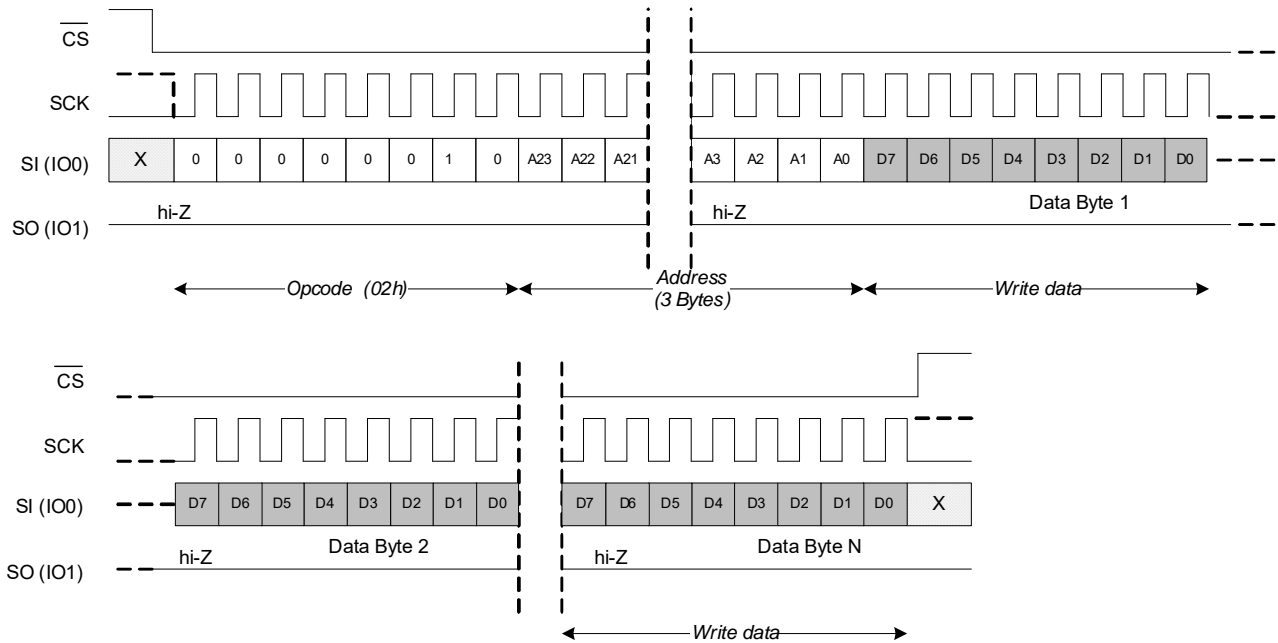 CS
SCK
SI (IO0) X 0 0 0 0 0 0 1 0 A23 A22 A21 A3 A2 A1 A0 D7 D6 D5 D4 D3 D2 D1 D0
hi-Z hi-Z Data Byte 1
SO (IO1)
Opcode (02h) Address Write data
(3 Bytes)
CS
SCK
SI (IO0) D7 D6 D5 D4 D3 D2 D1 D0 D7 D6 D5 D4 D3 D2 D1 D0 X
hi-Z Data Byte 2 hi-Z Data Byte N
SO (IO1)
Write data